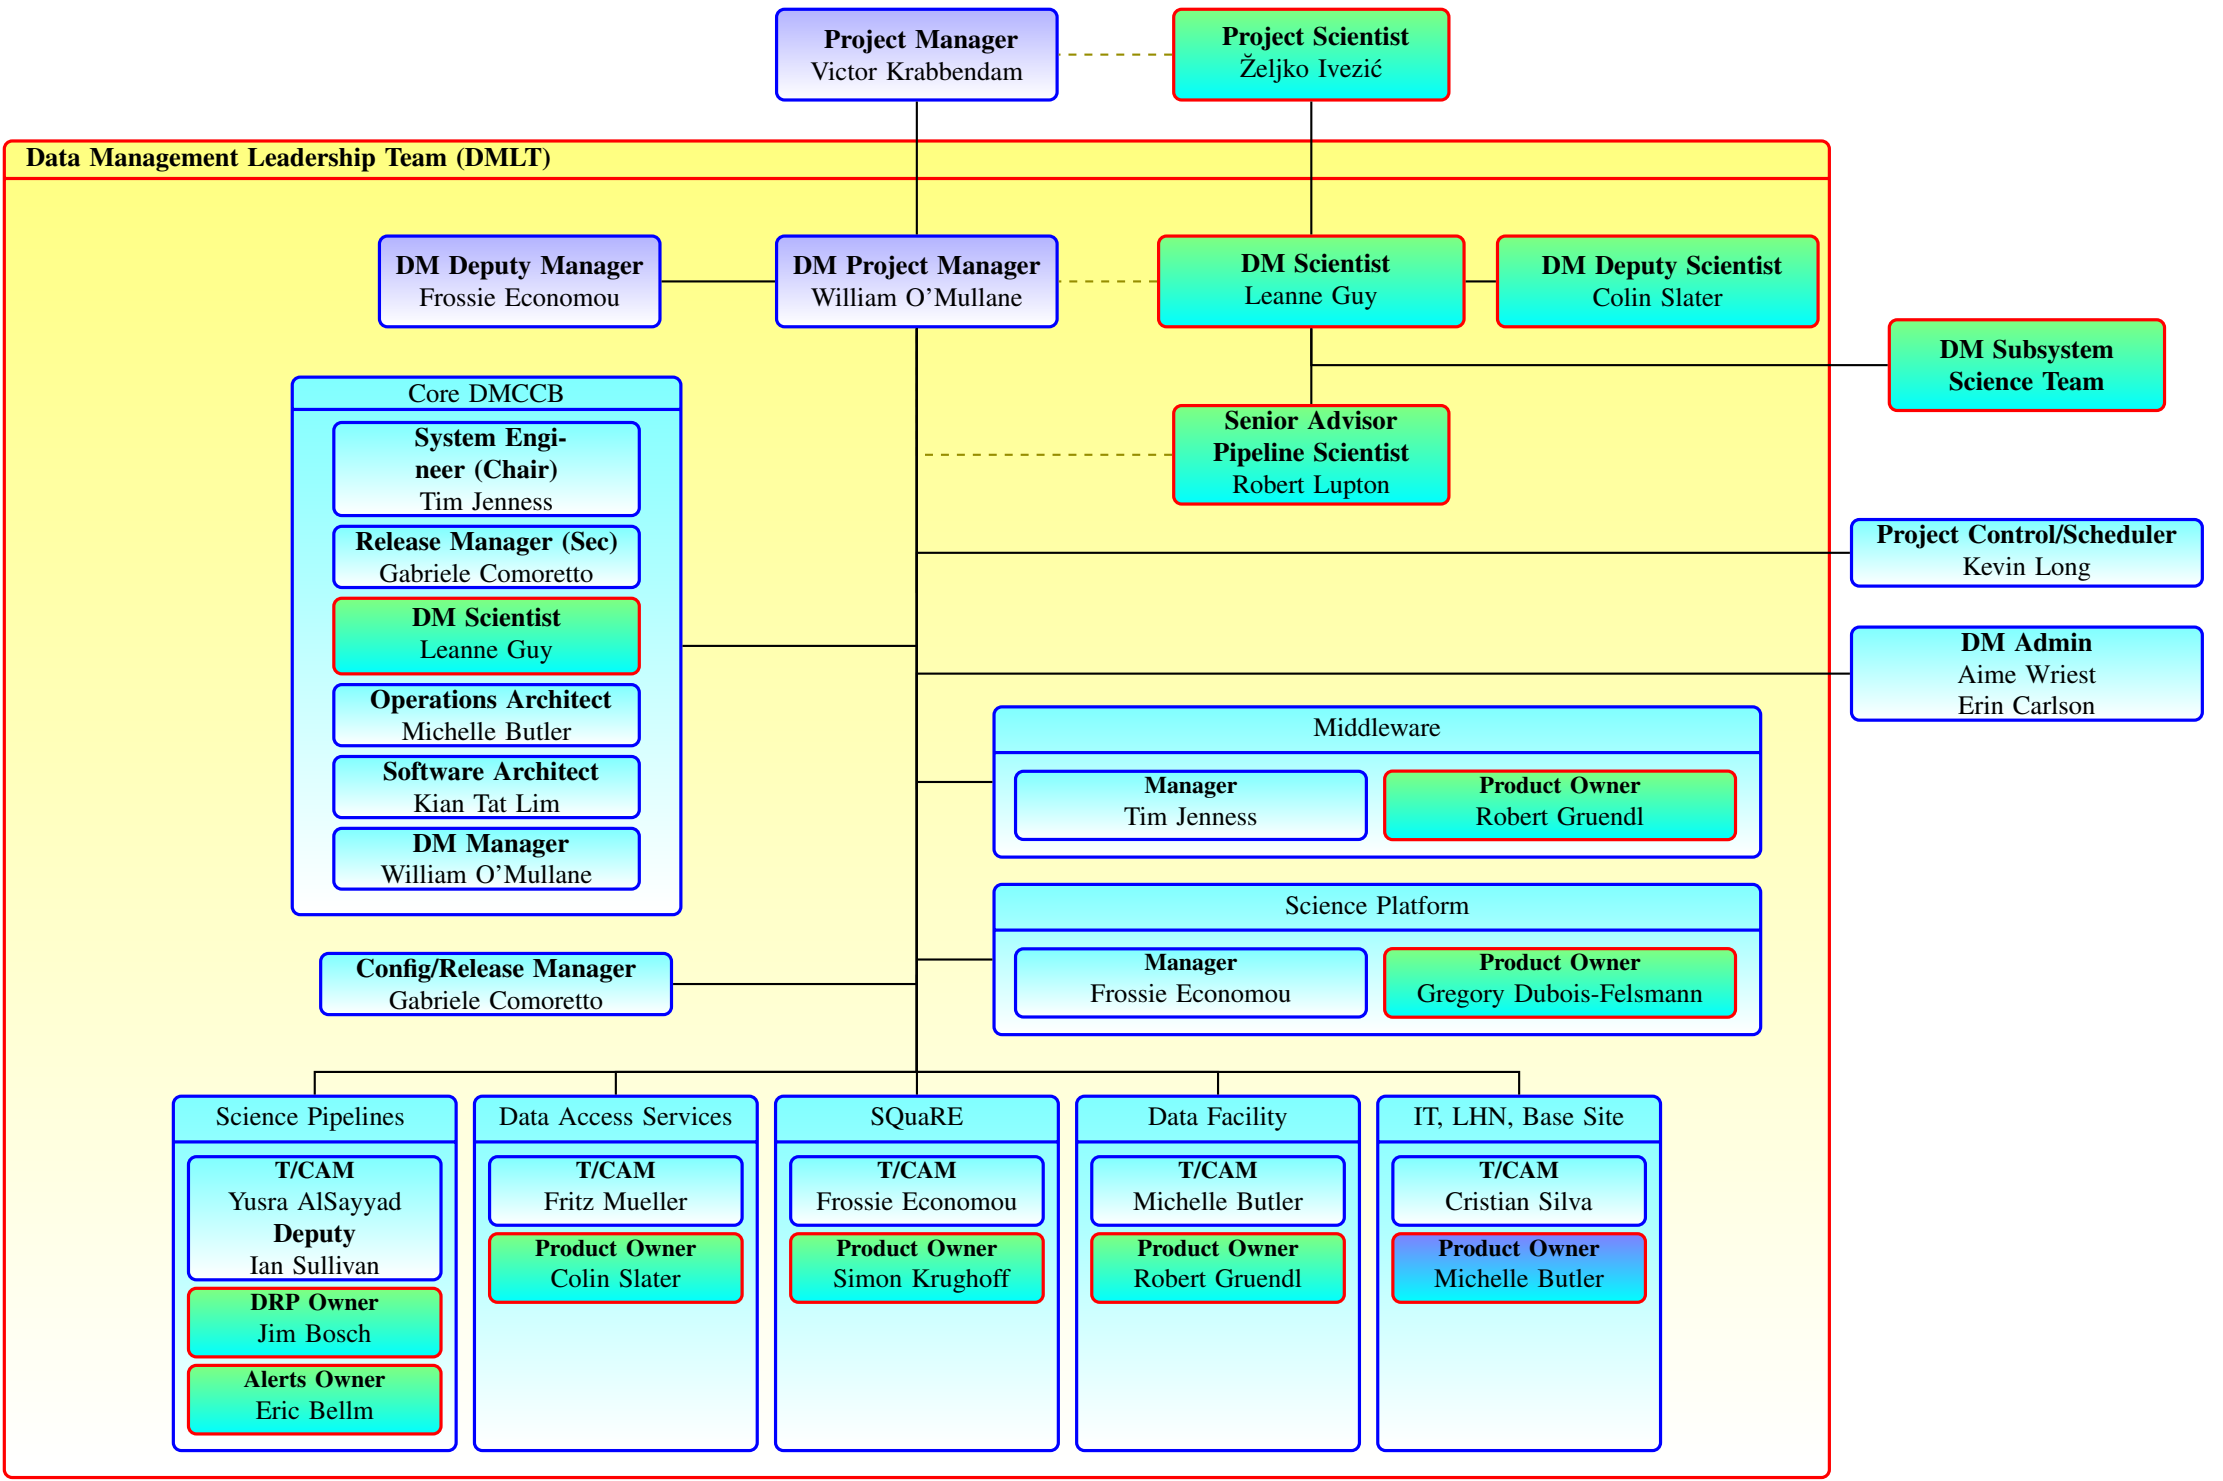 Project Manager
Victor Krabbendam
Project Scientist
Željko Ivezić
Data Management Leadership Team (DMLT)
DM Deputy Manager
Frossie Economou
DM Project Manager
William O’Mullane
DM Scientist
Leanne Guy
DM Deputy Scientist
Colin Slater
DM Subsystem
Science Team
Core DMCCB
System Engi-
neer (Chair)
Tim Jenness
Release Manager (Sec)
Gabriele Comoretto
DM Scientist
Leanne Guy
Operations Architect
Michelle Butler
Software Architect
Kian Tat Lim
DM Manager
William O’Mullane
Senior Advisor
Pipeline Scientist
Robert Lupton
Project Control/Scheduler
Kevin Long
DM Admin
Aime Wriest
Erin Carlson
Middleware
Manager
Tim Jenness
Product Owner
Robert Gruendl
Science Platform
Manager
Frossie Economou
Product Owner
Gregory Dubois-Felsmann
Config/Release Manager
Gabriele Comoretto
Science Pipelines
T/CAM
Yusra AlSayyad
Deputy
Ian Sullivan
DRP Owner
Jim Bosch
Alerts Owner
Eric Bellm
Data Access Services
T/CAM
Fritz Mueller
Product Owner
Colin Slater
SQuaRE
T/CAM
Frossie Economou
Product Owner
Simon Krughoff
Data Facility
T/CAM
Michelle Butler
Product Owner
Robert Gruendl
IT, LHN, Base Site
T/CAM
Cristian Silva
Product Owner
Michelle Butler